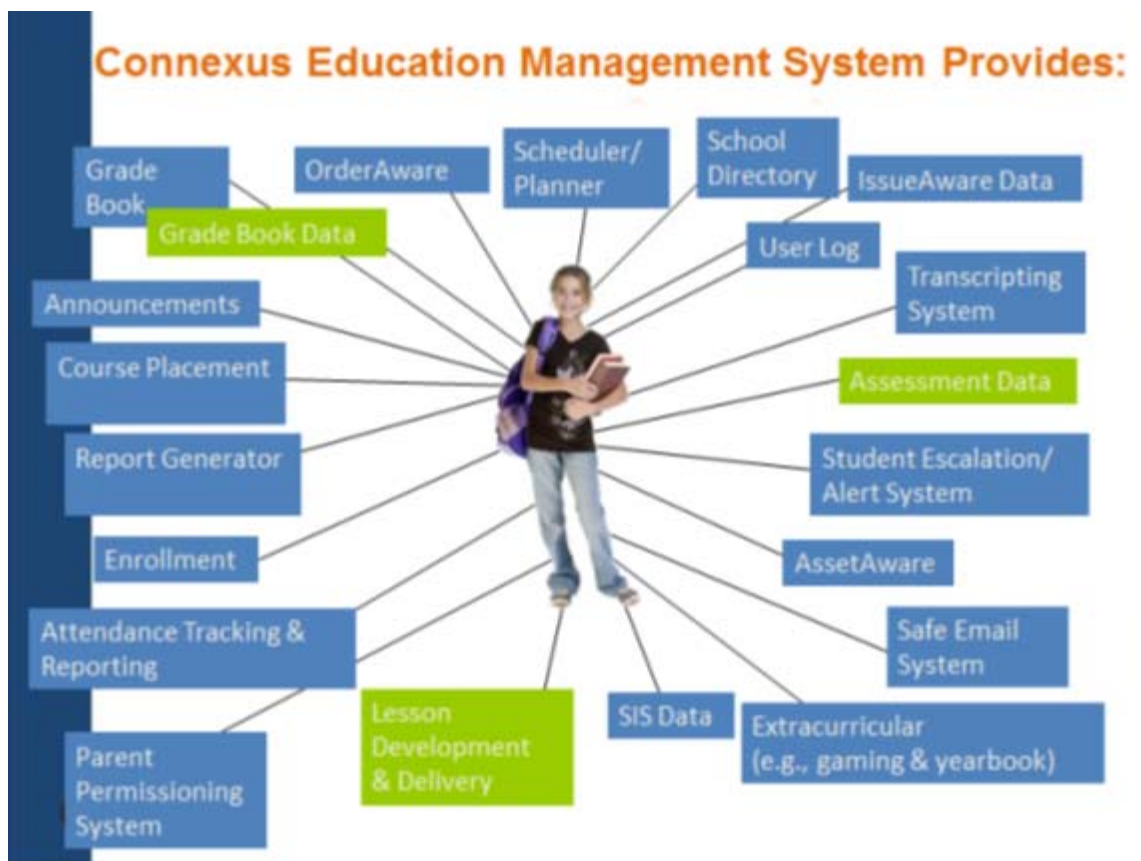 Connexus Education Management System Provides:
Grade
Book
OrderAware
Scheduler/
Planner
School
Directory
IssueAware Data
Grade Book Data
User Log
Transcripting
System
Announcements
Course Placement
Assessment Data
Report Generator
Student Escalation/
Alert System
Enrollment
AssetAware
Attendance Tracking &
Reporting
Safe Email
System
Lesson
Development
& Delivery
SIS Data
Extracurricular
(e.g., gaming & yearbook)
Parent
Permissioning
System